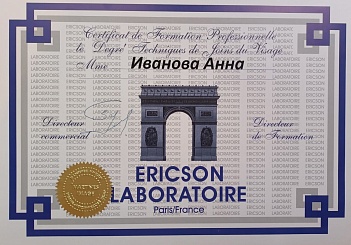 Certificat de Formation Professionnelle
1e Degré Techniques de Soins du Visage
Mme Иванова Анна
Directeur
commercial
Directeur
de Formation
ERICSON
LABORATOIRE
Paris/France